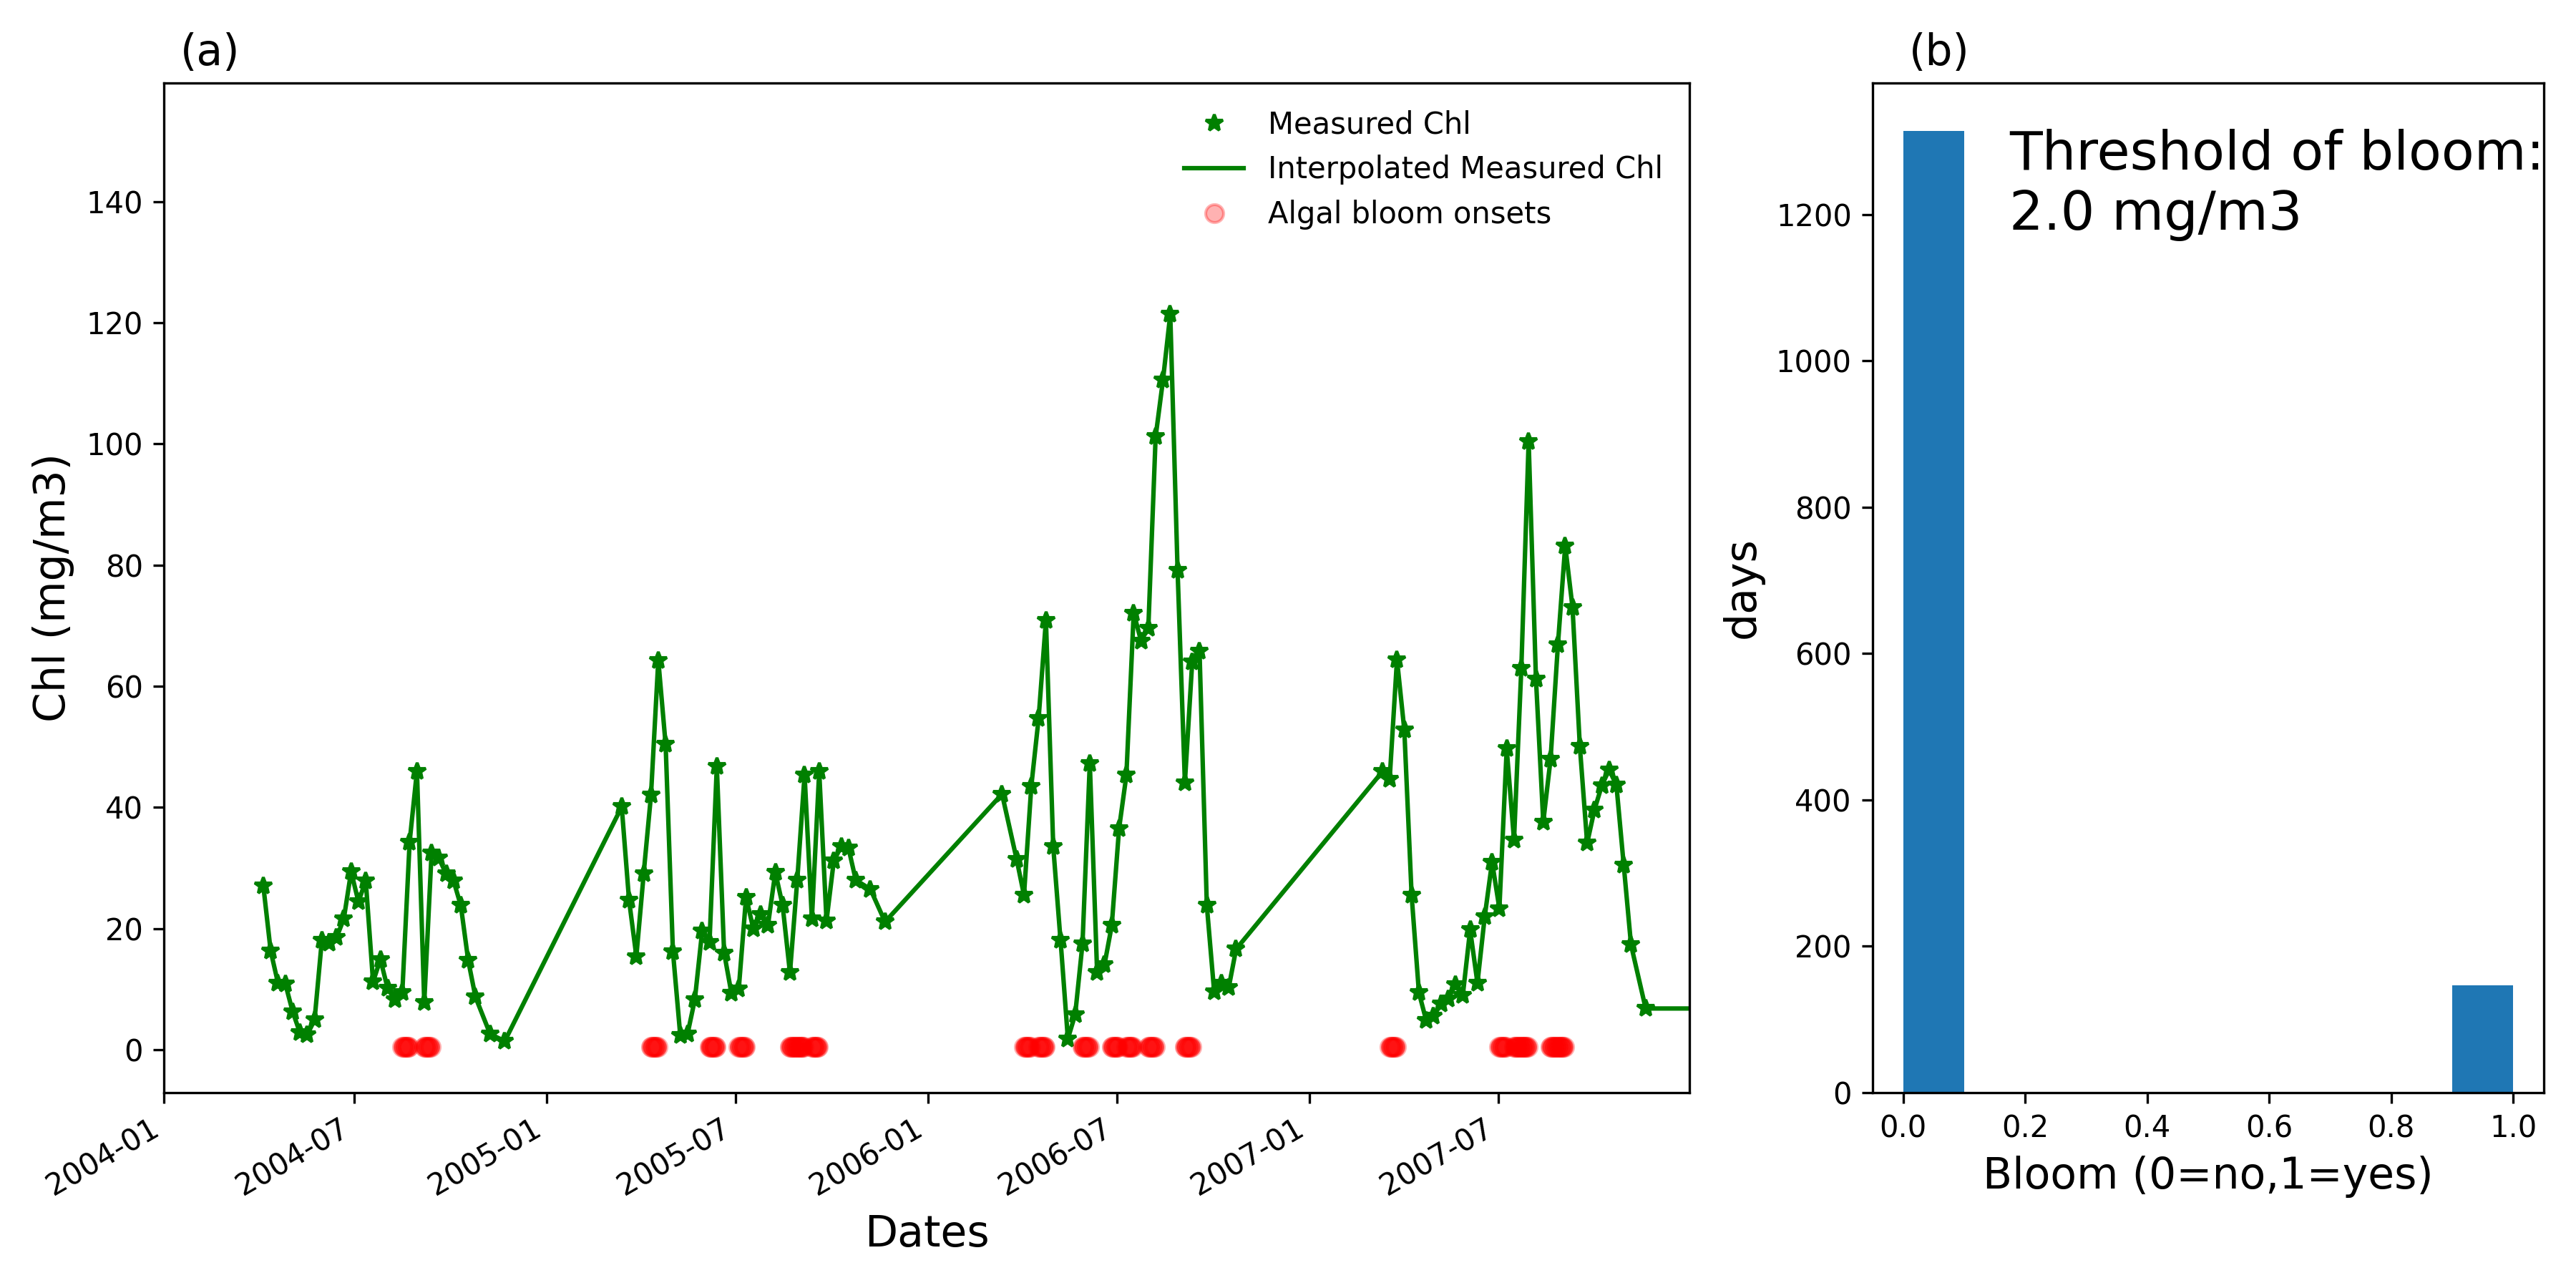 (a)
Measured Chl
Interpolated Measured Chl
Algal bloom onsets
140
120
100
80
60
40
20
0
Chl (mg/m3)
2004-01
2004-07
2005-01
2005-07
2006-01
2006-07
2007-01
2007-07
Dates
(b)
Threshold of bloom:
2.0 mg/m3
1200
1000
800
600
400
200
0
days
0.0
0.2
0.4
0.6
0.8
1.0
Bloom (0=no,1=yes)